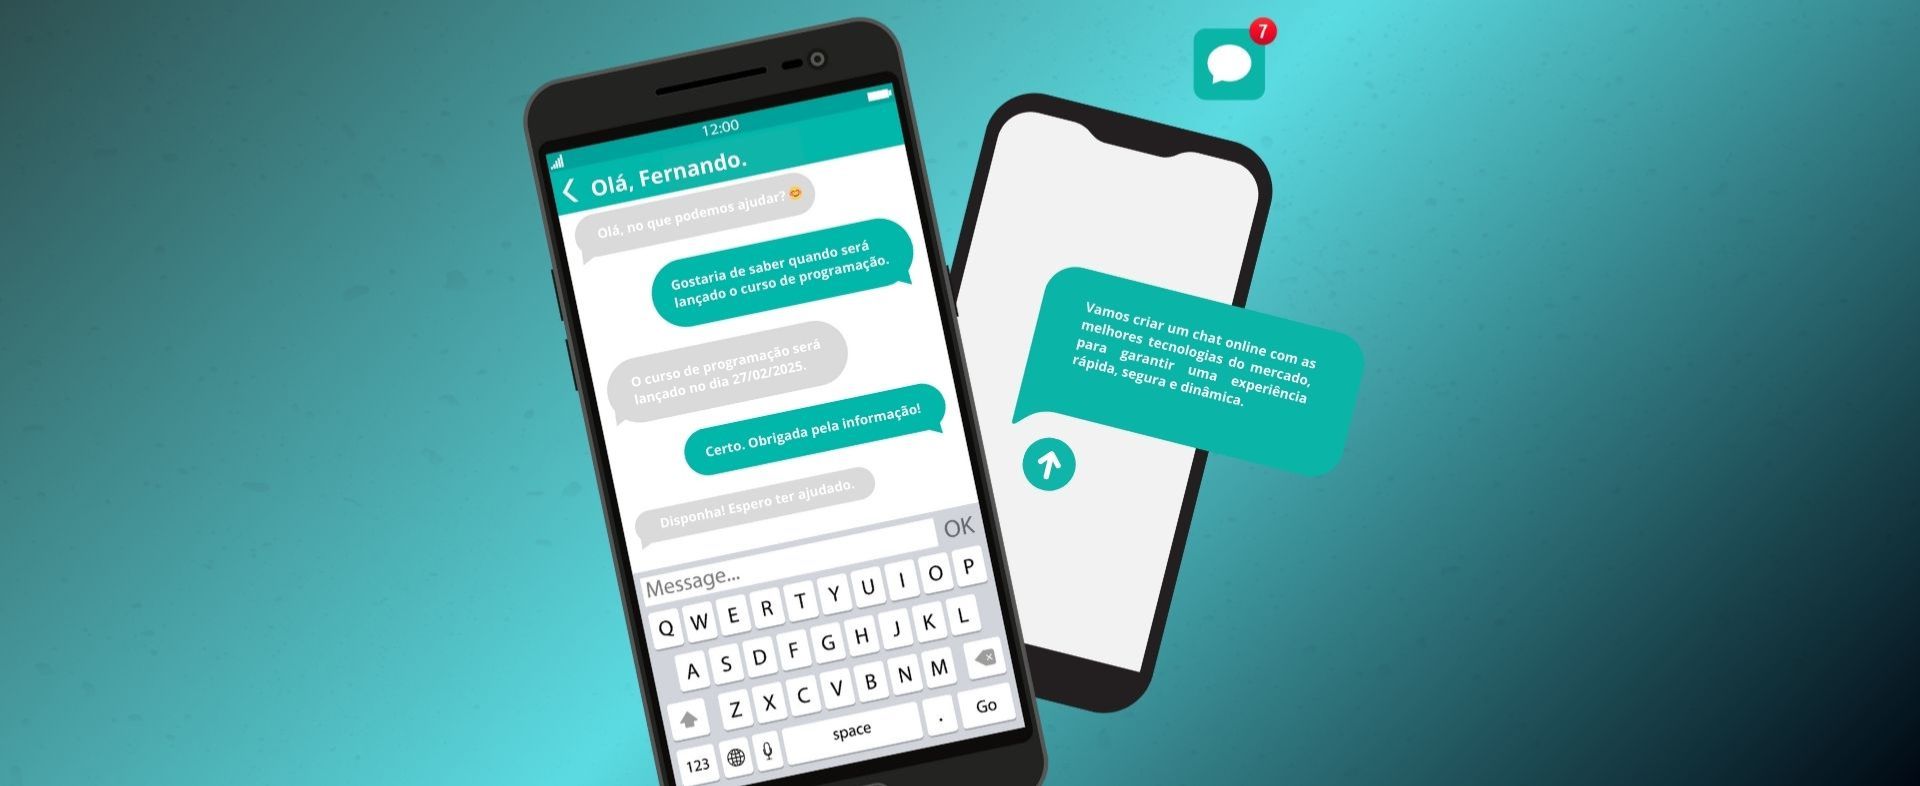 12:00
Olá, Fernando.
Olá, no que podemos ajudar? 😊
Gostaria de saber quando será
lançado o curso de programação.
O curso de programação será
lançado no dia 27/02/2025.
Certo. Obrigada pela informação!
Disponha! Espero ter ajudado.
Message...
OK
Q W E R T Y U I O P
A S D F G H J K L
Z X C V B N M
123
space
.
Go
7
Vamos criar um chat online com as
melhores tecnologias do mercado,
para garantir uma experiência
rápida, segura e dinâmica.